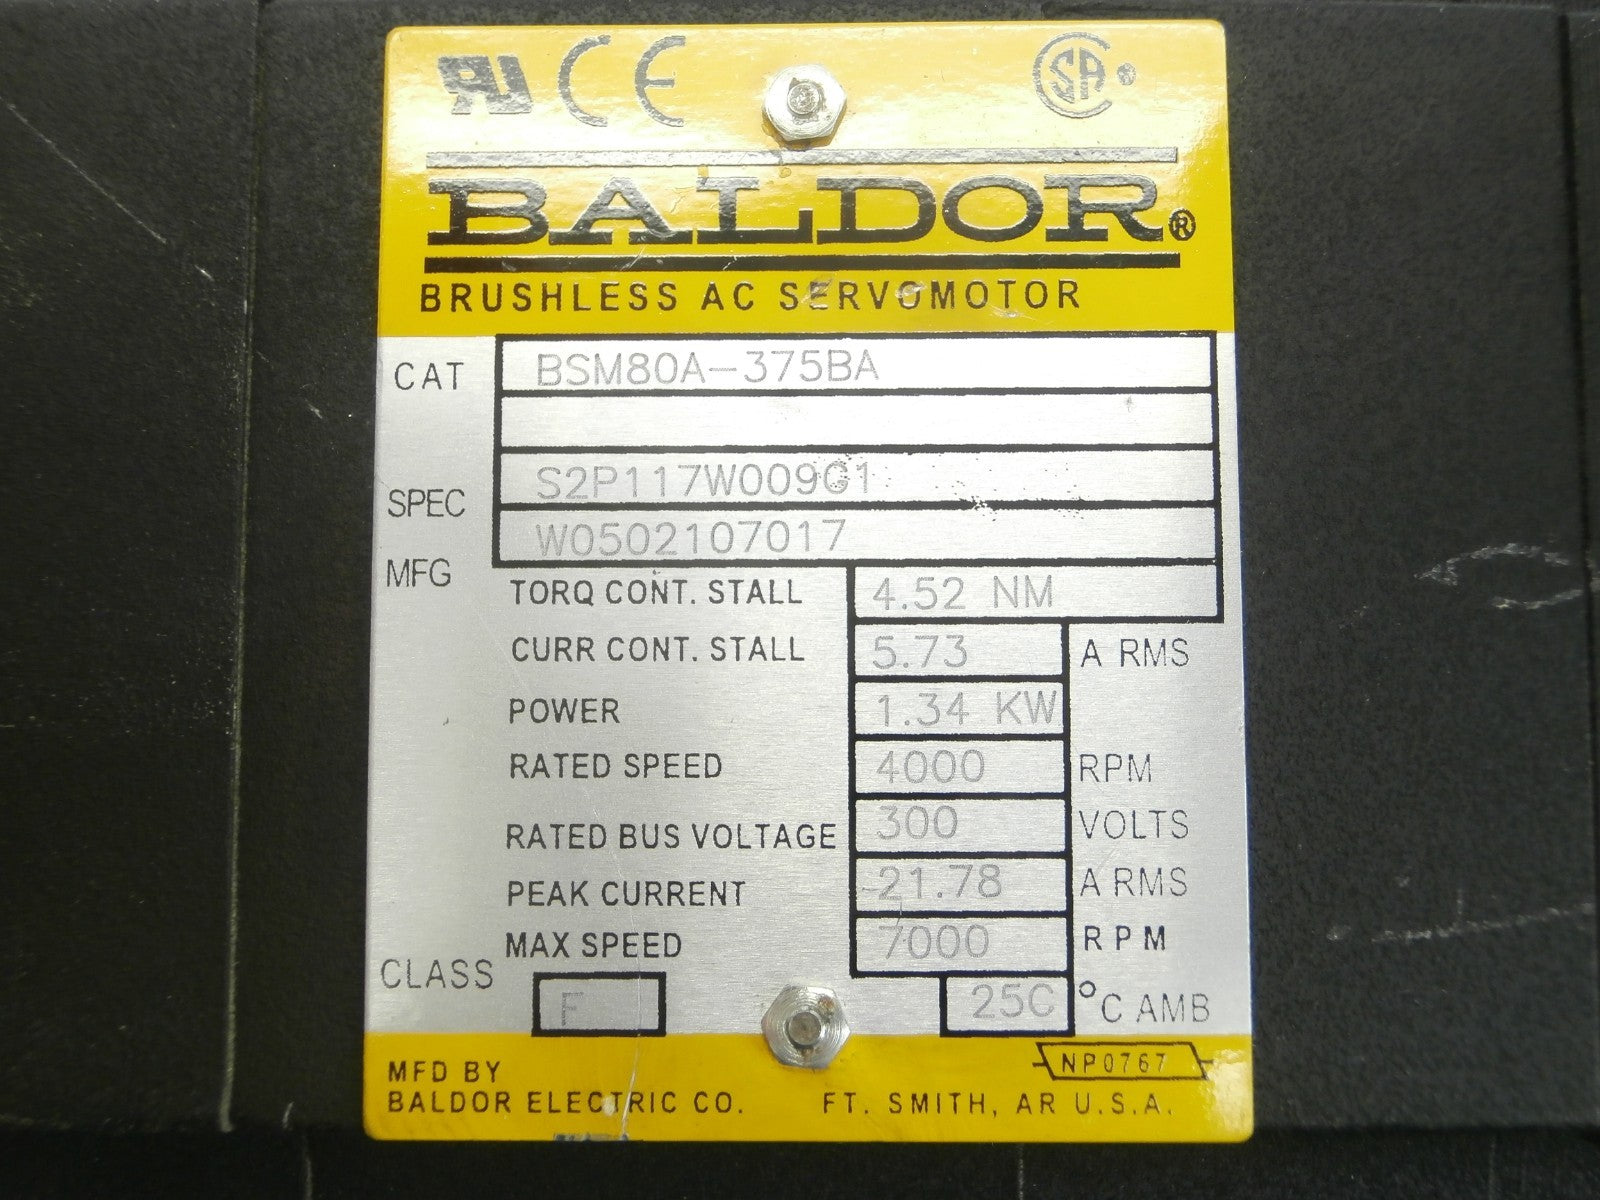 RU CE CSA
BALDOR®
BRUSHLESS AC SERVOMOTOR
CAT BSM80A-375BA
SPEC S2P117W009G1
MFG W0502107017
TORQ CONT. STALL 4.52 NM
CURR CONT. STALL 5.73 A RMS
POWER 1.34 KW
RATED SPEED 4000 RPM
RATED BUS VOLTAGE 300 VOLTS
PEAK CURRENT 21.78 A RMS
MAX SPEED 7000 RPM
CLASS F 25C °C AMB
MFD BY NP0767
BALDOR ELECTRIC CO. FT. SMITH, AR U.S.A.